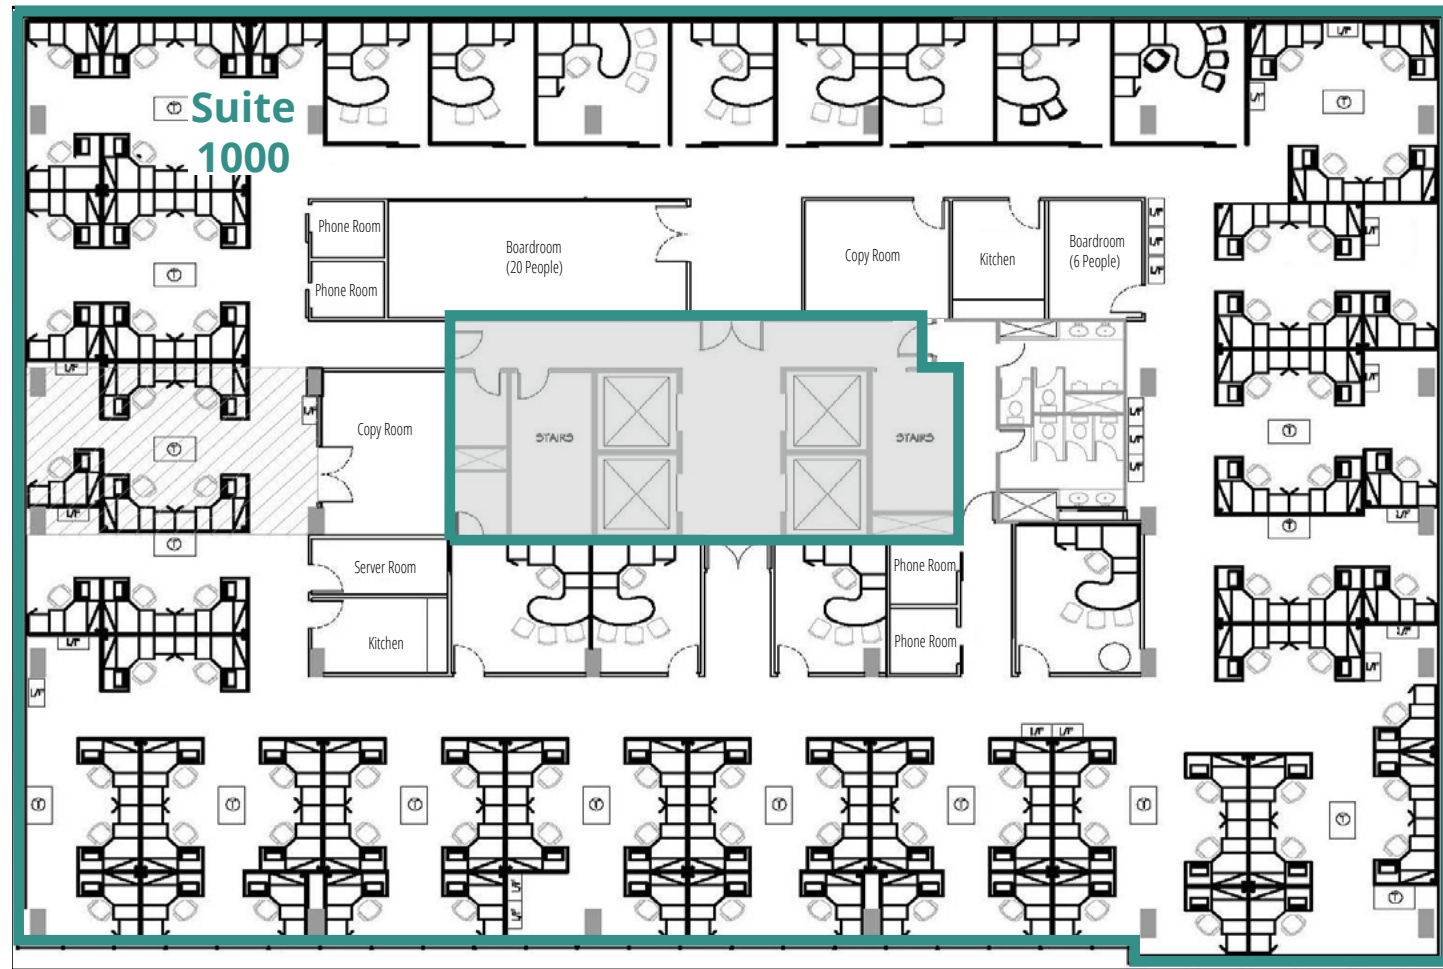 Suite
1000
L/F
L/F
T
T
Phone Room
Phone Room
Boardroom
(20 People)
Copy Room
Kitchen
Boardroom
(6 People)
L/F
L/F
L/F
L/F
T
L/F
L/F
L/F
T
Copy Room
STAIRS
STAIRS
L/F
L/F
L/F
T
L/F
L/F
T
T
Server Room
Kitchen
Phone Room
Phone Room
L/F
L/F
L/F
L/F
L/F
L/F
T
T
T
T
T
T
T
T
L/F
L/F
T